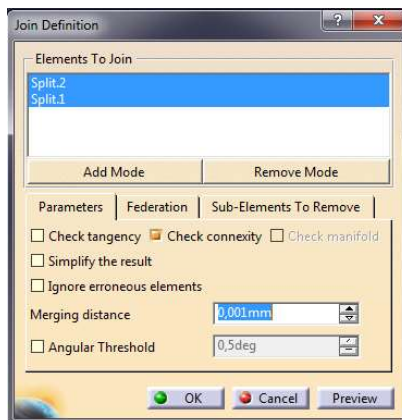 Join Definition
? X
Elements To Join
Split.2
Split.1
Add Mode Remove Mode
Parameters Federation Sub-Elements To Remove
Check tangency Check connexity Check manifold
Simplify the result
Ignore erroneous elements
Merging distance 0,001mm
Angular Threshold 0,5deg
OK Cancel Preview